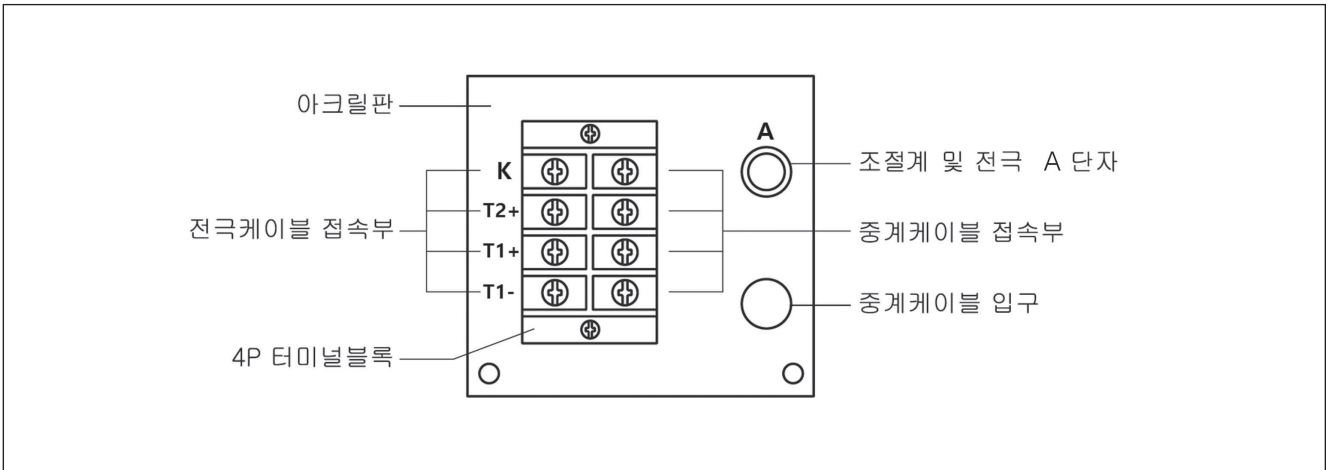 아크릴판
A
조절계 및 전극 A 단자
K
T2+
전극케이블 접속부
중계케이블 접속부
T1+
T1-
중계케이블 입구
4P 터미널블록